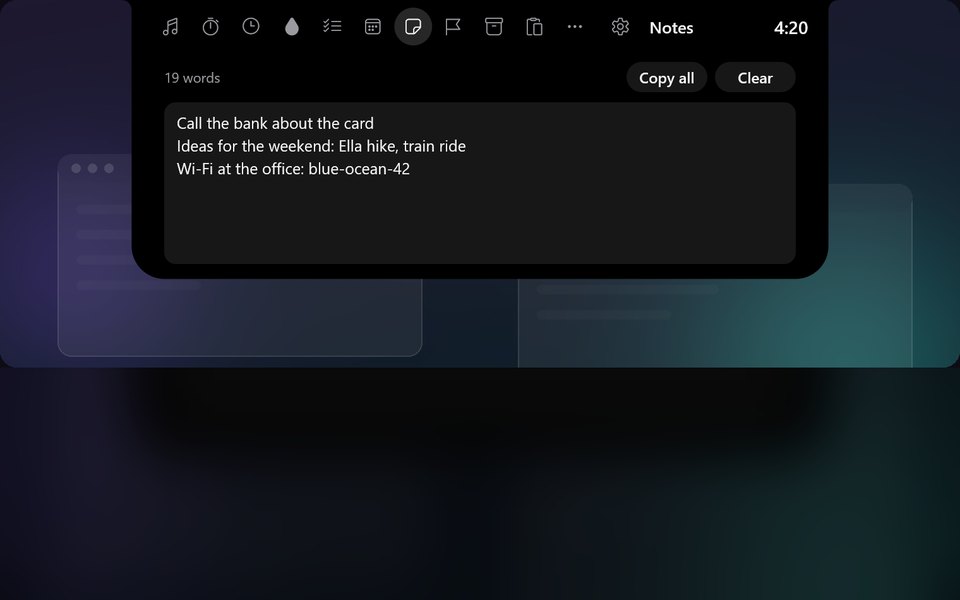 Notes 4:20
19 words Copy all Clear
Call the bank about the card
Ideas for the weekend: Ella hike, train ride
Wi-Fi at the office: blue-ocean-42